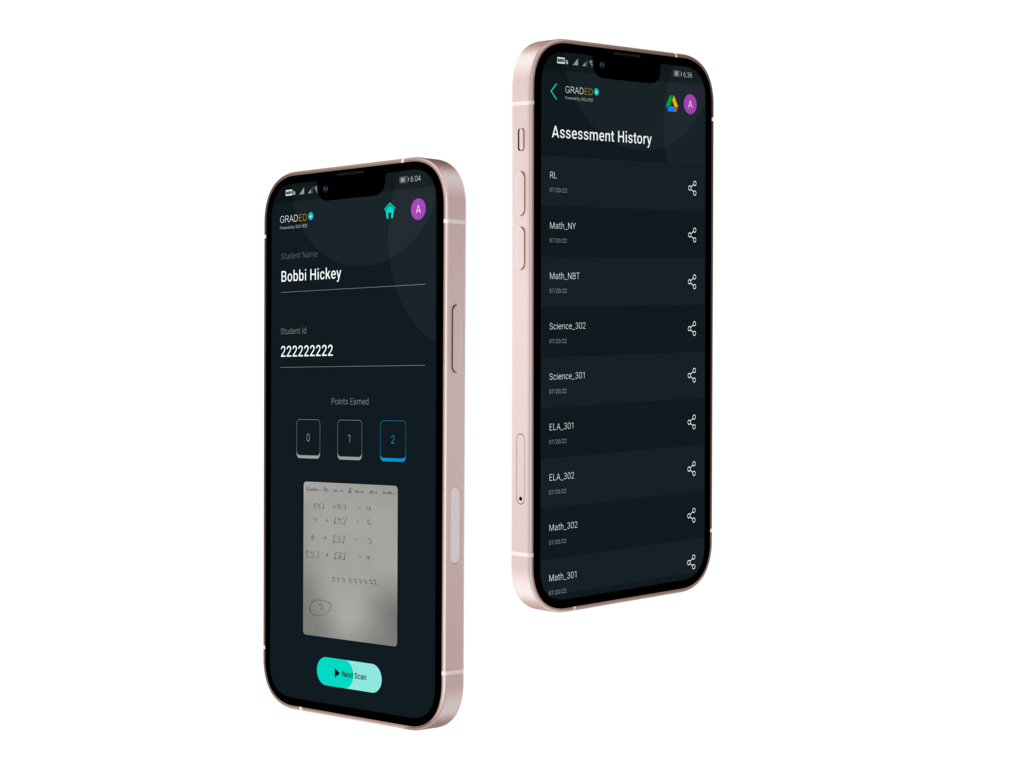 6:04
GRADED+
Powered by SOLVED
A
Student Name
Bobbi Hickey
Student Id
222222222
Points Earned
0
1
2
2
Next Scan
6:36
GRADED+
Powered by SOLVED
A
Assessment History
RL
07/20/22
Math_NY
07/20/22
Math_NBT
07/20/22
Science_302
07/20/22
Science_301
07/20/22
ELA_301
07/20/22
ELA_302
07/20/22
Math_302
07/20/22
Math_301
07/20/22